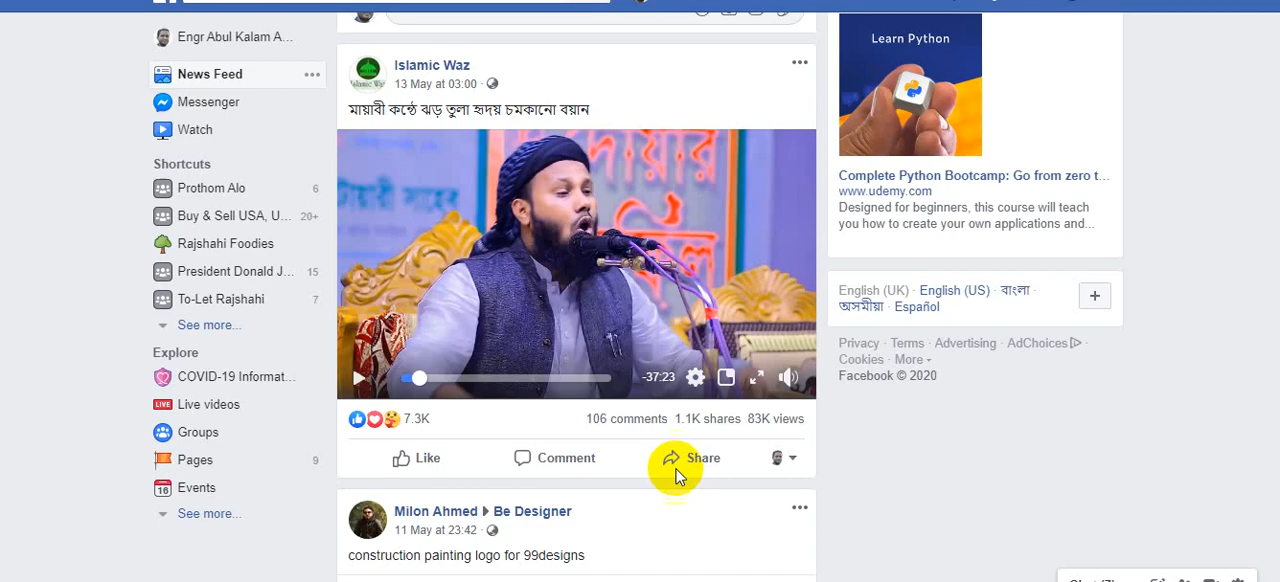 Engr Abul Kalam A...
News Feed
Messenger
Watch
Shortcuts
Prothom Alo 6
Buy & Sell USA, U... 20+
Rajshahi Foodies
President Donald J... 15
To-Let Rajshahi 7
See more...
Explore
COVID-19 Informat...
LIVE Live videos
Groups
Pages 9
16 Events
See more...
Islamic Waz
13 May at 03:00
মায়াবী কন্ঠে ঝড় তুলা হৃদয় চমকানো বয়ান
-37:23
7.3K 106 comments 1.1K shares 83K views
Like Comment Share
Milon Ahmed Be Designer
11 May at 23:42
construction painting logo for 99designs
Learn Python
Complete Python Bootcamp: Go from zero t...
www.udemy.com
Designed for beginners, this course will teach
you how to create your own applications and...
English (UK) · English (US) · বাংলা ·
অসমীয়া · Español
Privacy · Terms · Advertising · AdChoices ·
Cookies · More
Facebook © 2020